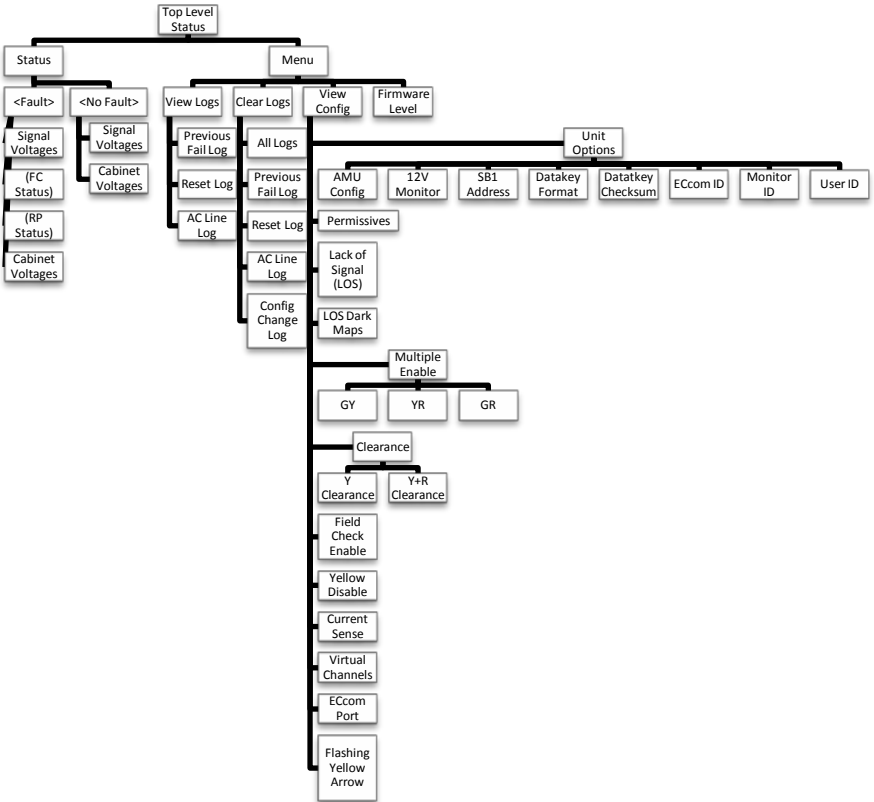 Top Level
Status
Status
Menu
<Fault>
<No Fault>
View Logs
Clear Logs
View
Config
Firmware
Level
Signal
Voltages
(FC
Status)
(RP
Status)
Cabinet
Voltages
Signal
Voltages
Cabinet
Voltages
Previous
Fail Log
Reset Log
AC Line
Log
All Logs
Previous
Fail Log
Reset Log
AC Line
Log
Config
Change
Log
Unit
Options
AMU
Config
12V
Monitor
SB1
Address
Datakey
Format
Datatkey
Checksum
ECcom ID
Monitor
ID
User ID
Permissives
Lack of
Signal
(LOS)
LOS Dark
Maps
Multiple
Enable
GY
YR
GR
Clearance
Y
Clearance
Y+R
Clearance
Field
Check
Enable
Yellow
Disable
Current
Sense
Virtual
Channels
ECcom
Port
Flashing
Yellow
Arrow